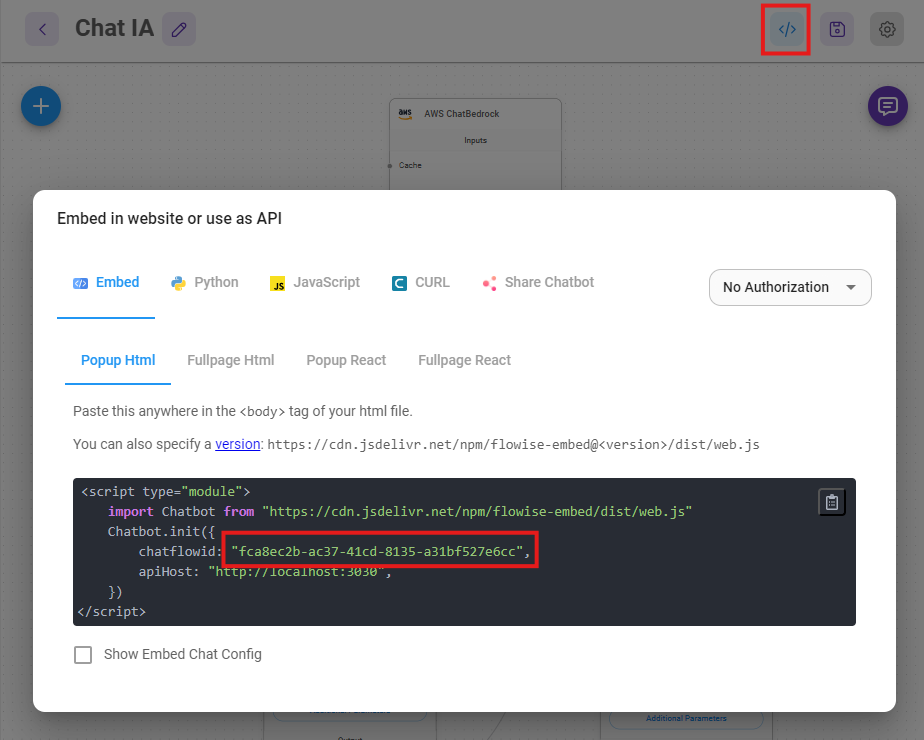 Chat IA
aws AWS ChatBedrock
Inputs
Cache
Embed in website or use as API
Embed Python JS JavaScript C CURL Share Chatbot No Authorization
Popup Html Fullpage Html Popup React Fullpage React
Paste this anywhere in the <body> tag of your html file.
You can also specify a version: https://cdn.jsdelivr.net/npm/flowise-embed@<version>/dist/web.js
<script type="module">
import Chatbot from "https://cdn.jsdelivr.net/npm/flowise-embed/dist/web.js"
Chatbot.init({
chatflowid: "fca8ec2b-ac37-41cd-8135-a31bf527e6cc",
apiHost: "http://localhost:3030",
})
</script>
Show Embed Chat Config
Additional Parameters Additional Parameters
Output